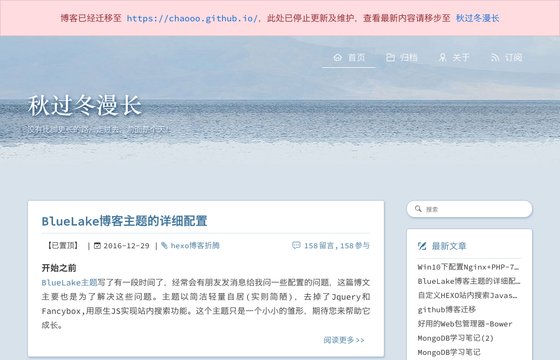 博客已经迁移至 https://chaooo.github.io/，此处已停止更新及维护，查看最新内容请移步至 秋过冬漫长
首页 归档 关于 订阅
秋过冬漫长
没有比脚更长的路，走过去，前面是个天！
BlueLake博客主题的详细配置
【已置顶】 | 2016-12-29 | hexo博客折腾 158留言,158参与
开始之前
BlueLake主题写了有一段时间了，经常会有朋友发消息给我问一些配置的问题，这篇博文
主要也是为了解决这些问题。主题以简洁轻量自居(实则简陋)，去掉了Jquery和
Fancybox,用原生JS实现站内搜索功能。这个主题只是一个小小的雏形，期待您来帮助它
成长。
阅读更多>>
搜索
最新文章
Win10下配置Nginx+PHP-7...
BlueLake博客主题的详细配...
自定义HEXO站内搜索Javas...
github博客迁移
好用的Web包管理器-Bower
MongoDB学习笔记(2)
MongoDB学习笔记